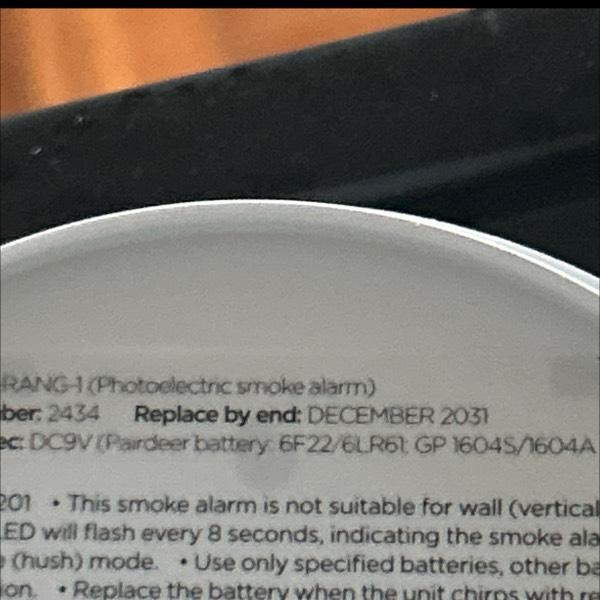 RANG-1 (Photoelectric smoke alarm)
ber: 2434 Replace by end: DECEMBER 2031
ec: DC9V (Pairdeer battery: 6F22/6LR61; GP 1604S/1604A
201 • This smoke alarm is not suitable for wall (vertical
LED will flash every 8 seconds, indicating the smoke ala
e (hush) mode. • Use only specified batteries, other ba
ion. • Replace the battery when the unit chirps with re